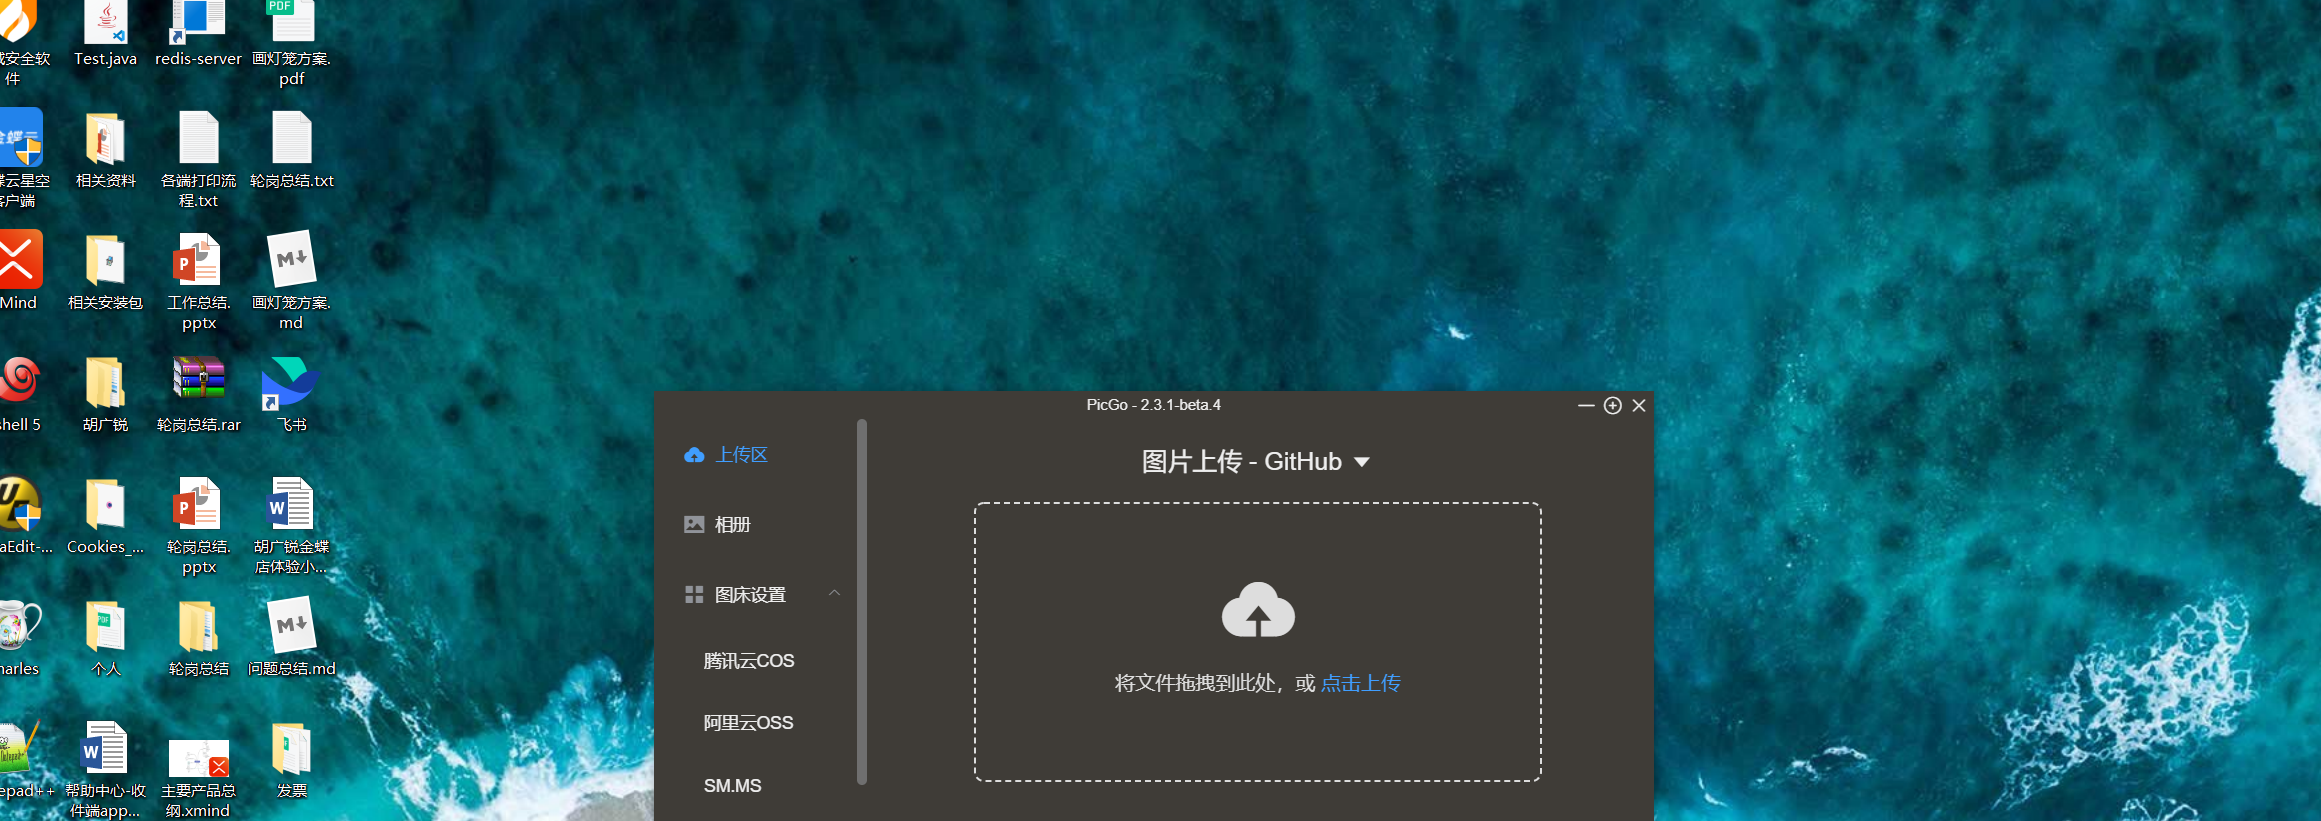 安全软
件
Test.java
redis-server
画灯笼方案.
pdf
PDF
蝶云星空
客户端
相关资料
各端打印流
程.txt
轮岗总结.txt
Mind
相关安装包
工作总结.
pptx
画灯笼方案.
md
shell 5
胡广锐
轮岗总结.rar
飞书
aEdit-...
Cookies_...
轮岗总结.
pptx
胡广锐金蝶
店体验小...
harles
个人
轮岗总结
问题总结.md
epad++
帮助中心-收
件端app...
主要产品总
纲.xmind
发票
PicGo - 2.3.1-beta.4
上传区
相册
图床设置
腾讯云COS
阿里云OSS
SM.MS
图片上传 - GitHub
将文件拖拽到此处，或 点击上传